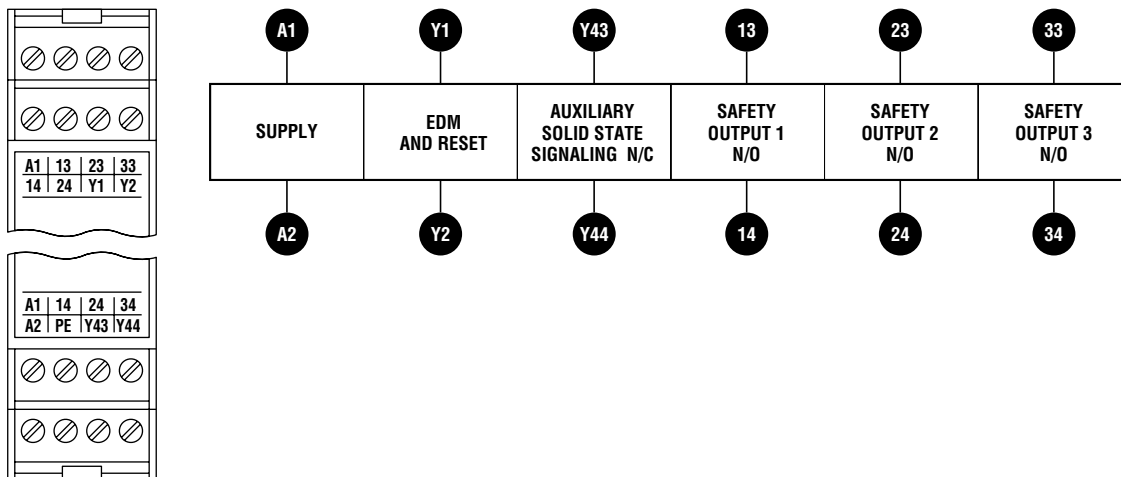 A1 Y1 Y43 13 23 33
SUPPLY
EDM
AND RESET
AUXILIARY
SOLID STATE
SIGNALING N/C
SAFETY
OUTPUT 1
N/O
SAFETY
OUTPUT 2
N/O
SAFETY
OUTPUT 3
N/O
A2 Y2 Y44 14 24 34
A1 13 23 33
14 24 Y1 Y2
A1 14 24 34
A2 PE Y43 Y44